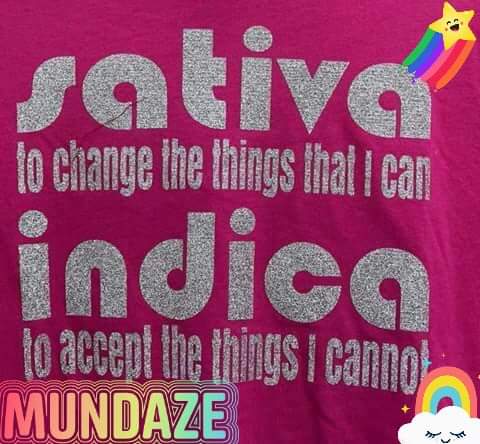 sativa
to change the things that I can
indica
to accept the things I cannot
MUNDAZE